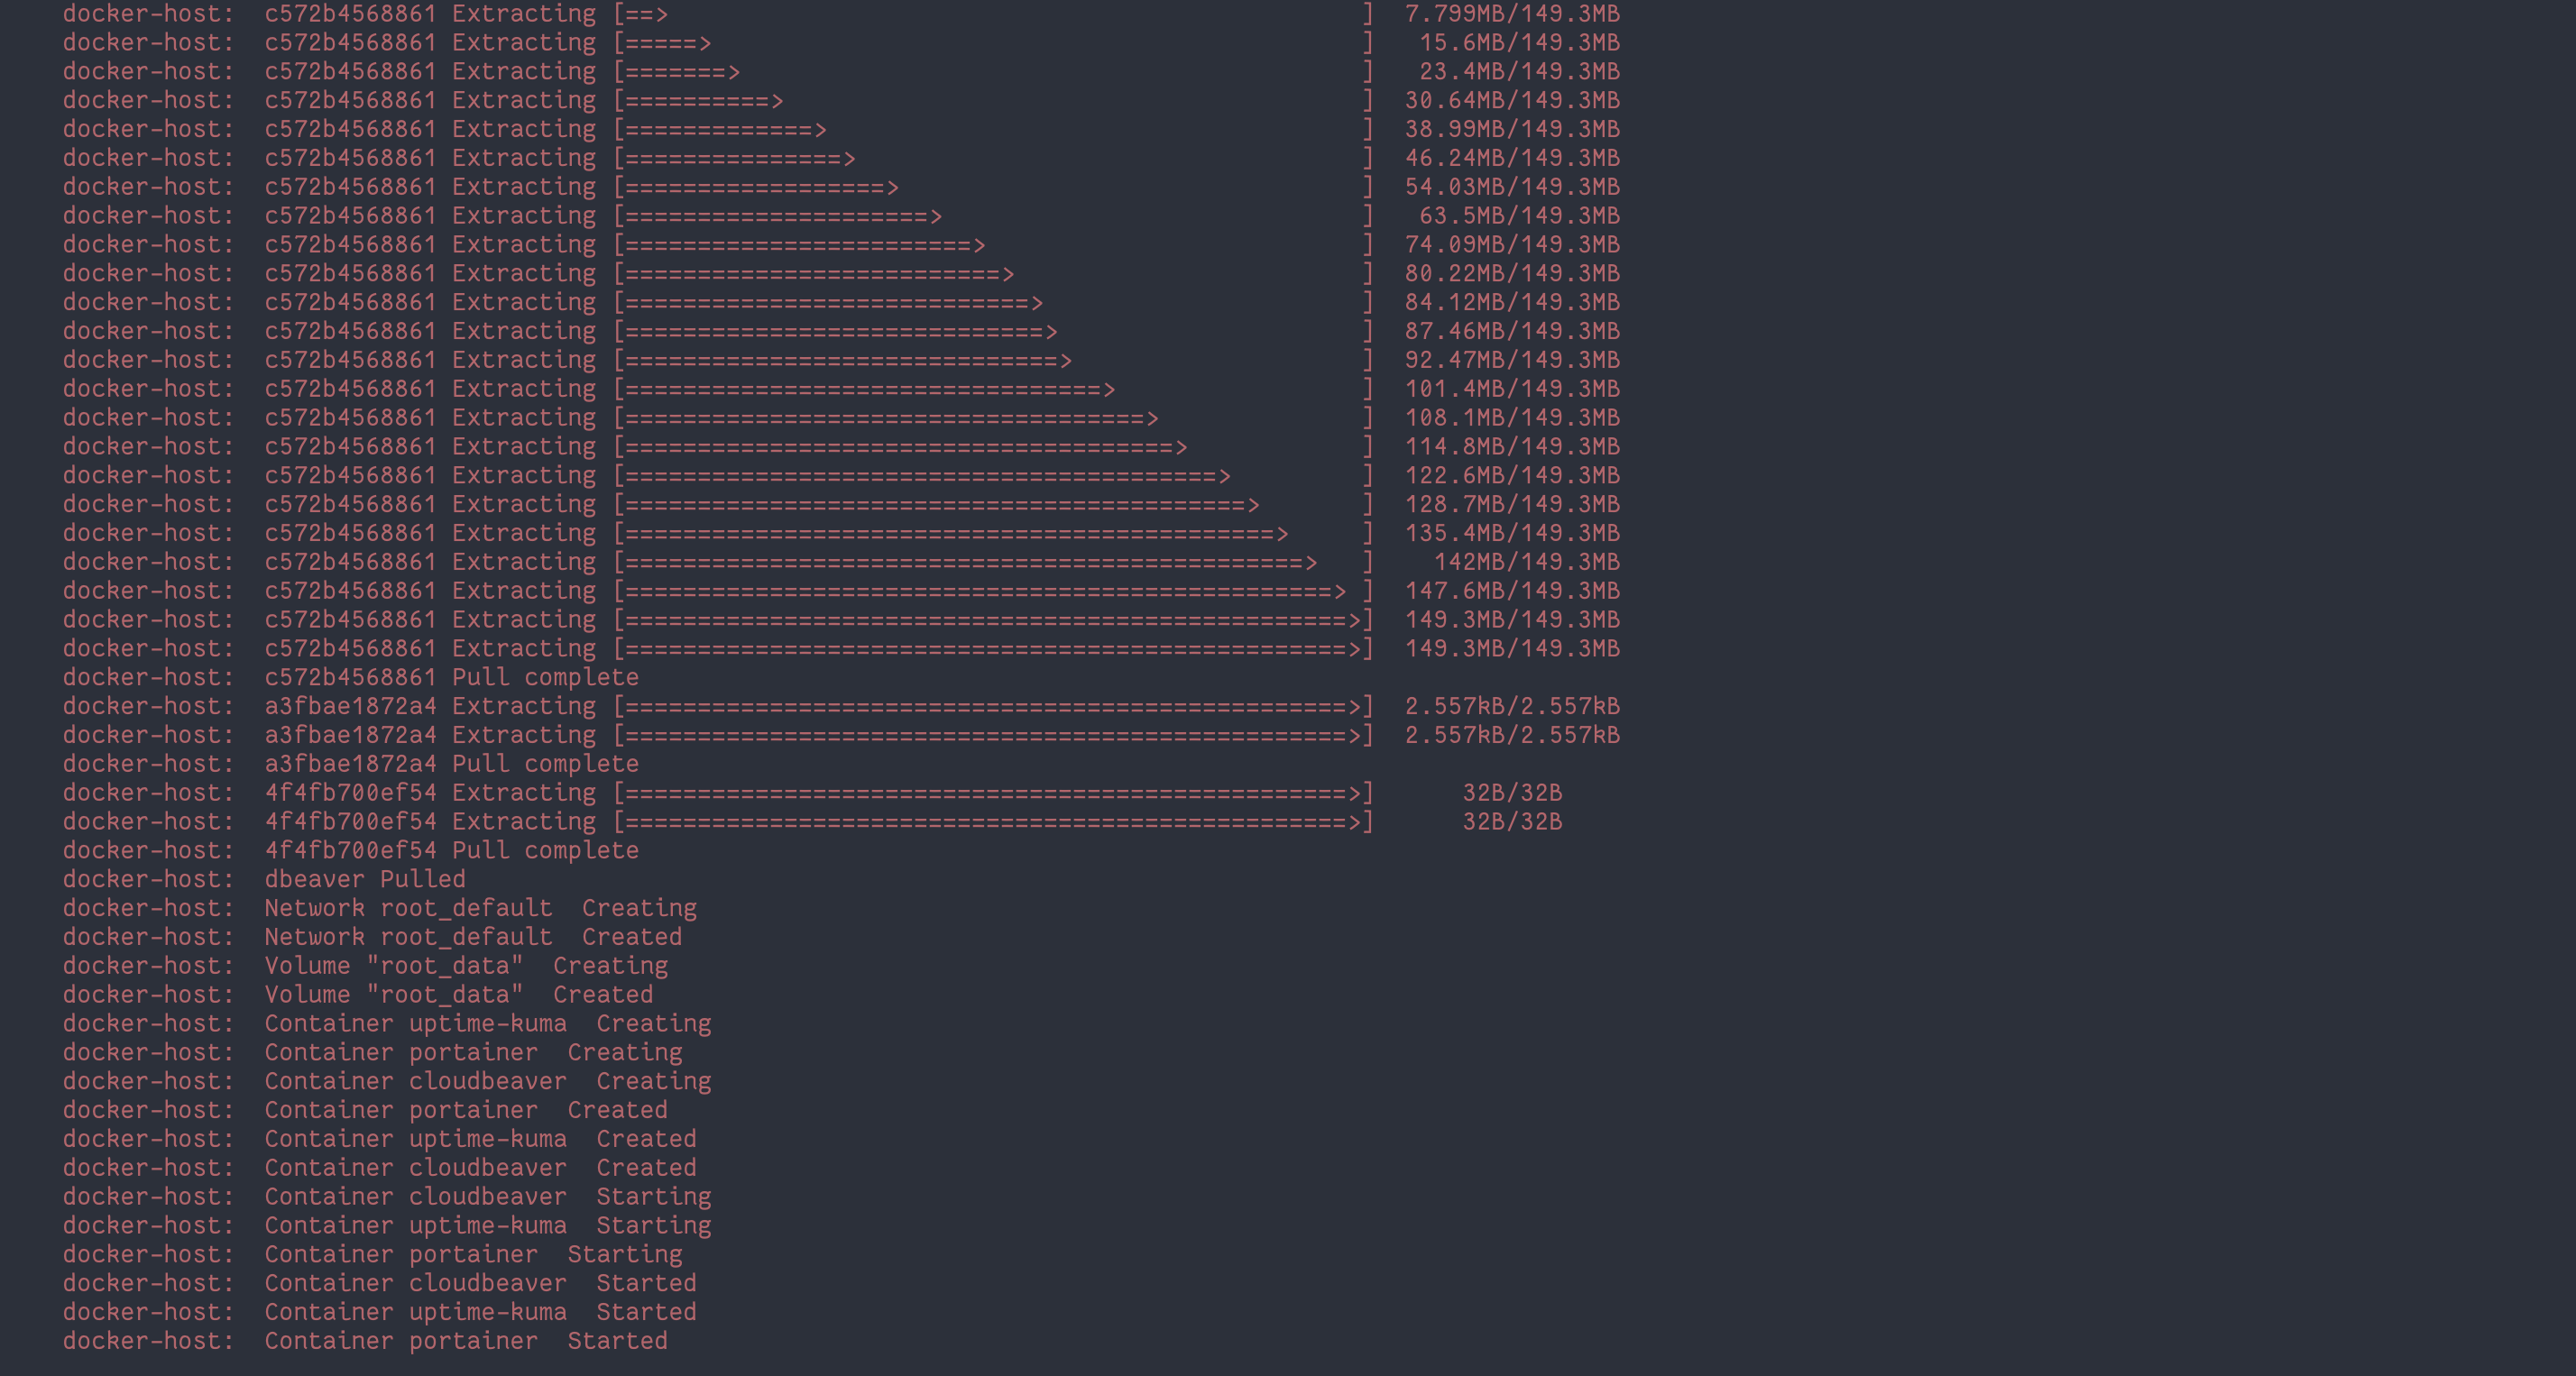 docker-host:  c572b4568861 Extracting [==>                                                ]  7.799MB/149.3MB
docker-host:  c572b4568861 Extracting [=====>                                             ]   15.6MB/149.3MB
docker-host:  c572b4568861 Extracting [=======>                                           ]   23.4MB/149.3MB
docker-host:  c572b4568861 Extracting [==========>                                        ]  30.64MB/149.3MB
docker-host:  c572b4568861 Extracting [=============>                                     ]  38.99MB/149.3MB
docker-host:  c572b4568861 Extracting [===============>                                   ]  46.24MB/149.3MB
docker-host:  c572b4568861 Extracting [==================>                                ]  54.03MB/149.3MB
docker-host:  c572b4568861 Extracting [=====================>                             ]   63.5MB/149.3MB
docker-host:  c572b4568861 Extracting [========================>                          ]  74.09MB/149.3MB
docker-host:  c572b4568861 Extracting [==========================>                        ]  80.22MB/149.3MB
docker-host:  c572b4568861 Extracting [============================>                      ]  84.12MB/149.3MB
docker-host:  c572b4568861 Extracting [=============================>                     ]  87.46MB/149.3MB
docker-host:  c572b4568861 Extracting [==============================>                    ]  92.47MB/149.3MB
docker-host:  c572b4568861 Extracting [=================================>                 ]  101.4MB/149.3MB
docker-host:  c572b4568861 Extracting [====================================>              ]  108.1MB/149.3MB
docker-host:  c572b4568861 Extracting [======================================>            ]  114.8MB/149.3MB
docker-host:  c572b4568861 Extracting [=========================================>         ]  122.6MB/149.3MB
docker-host:  c572b4568861 Extracting [===========================================>       ]  128.7MB/149.3MB
docker-host:  c572b4568861 Extracting [=============================================>     ]  135.4MB/149.3MB
docker-host:  c572b4568861 Extracting [===============================================>   ]    142MB/149.3MB
docker-host:  c572b4568861 Extracting [=================================================> ]  147.6MB/149.3MB
docker-host:  c572b4568861 Extracting [==================================================>]  149.3MB/149.3MB
docker-host:  c572b4568861 Extracting [==================================================>]  149.3MB/149.3MB
docker-host:  c572b4568861 Pull complete
docker-host:  a3fbae1872a4 Extracting [==================================================>]  2.557kB/2.557kB
docker-host:  a3fbae1872a4 Extracting [==================================================>]  2.557kB/2.557kB
docker-host:  a3fbae1872a4 Pull complete
docker-host:  4f4fb700ef54 Extracting [==================================================>]      32B/32B
docker-host:  4f4fb700ef54 Extracting [==================================================>]      32B/32B
docker-host:  4f4fb700ef54 Pull complete
docker-host:  dbeaver Pulled
docker-host:  Network root_default  Creating
docker-host:  Network root_default  Created
docker-host:  Volume "root_data"  Creating
docker-host:  Volume "root_data"  Created
docker-host:  Container uptime-kuma  Creating
docker-host:  Container portainer  Creating
docker-host:  Container cloudbeaver  Creating
docker-host:  Container portainer  Created
docker-host:  Container uptime-kuma  Created
docker-host:  Container cloudbeaver  Created
docker-host:  Container cloudbeaver  Starting
docker-host:  Container uptime-kuma  Starting
docker-host:  Container portainer  Starting
docker-host:  Container cloudbeaver  Started
docker-host:  Container uptime-kuma  Started
docker-host:  Container portainer  Started